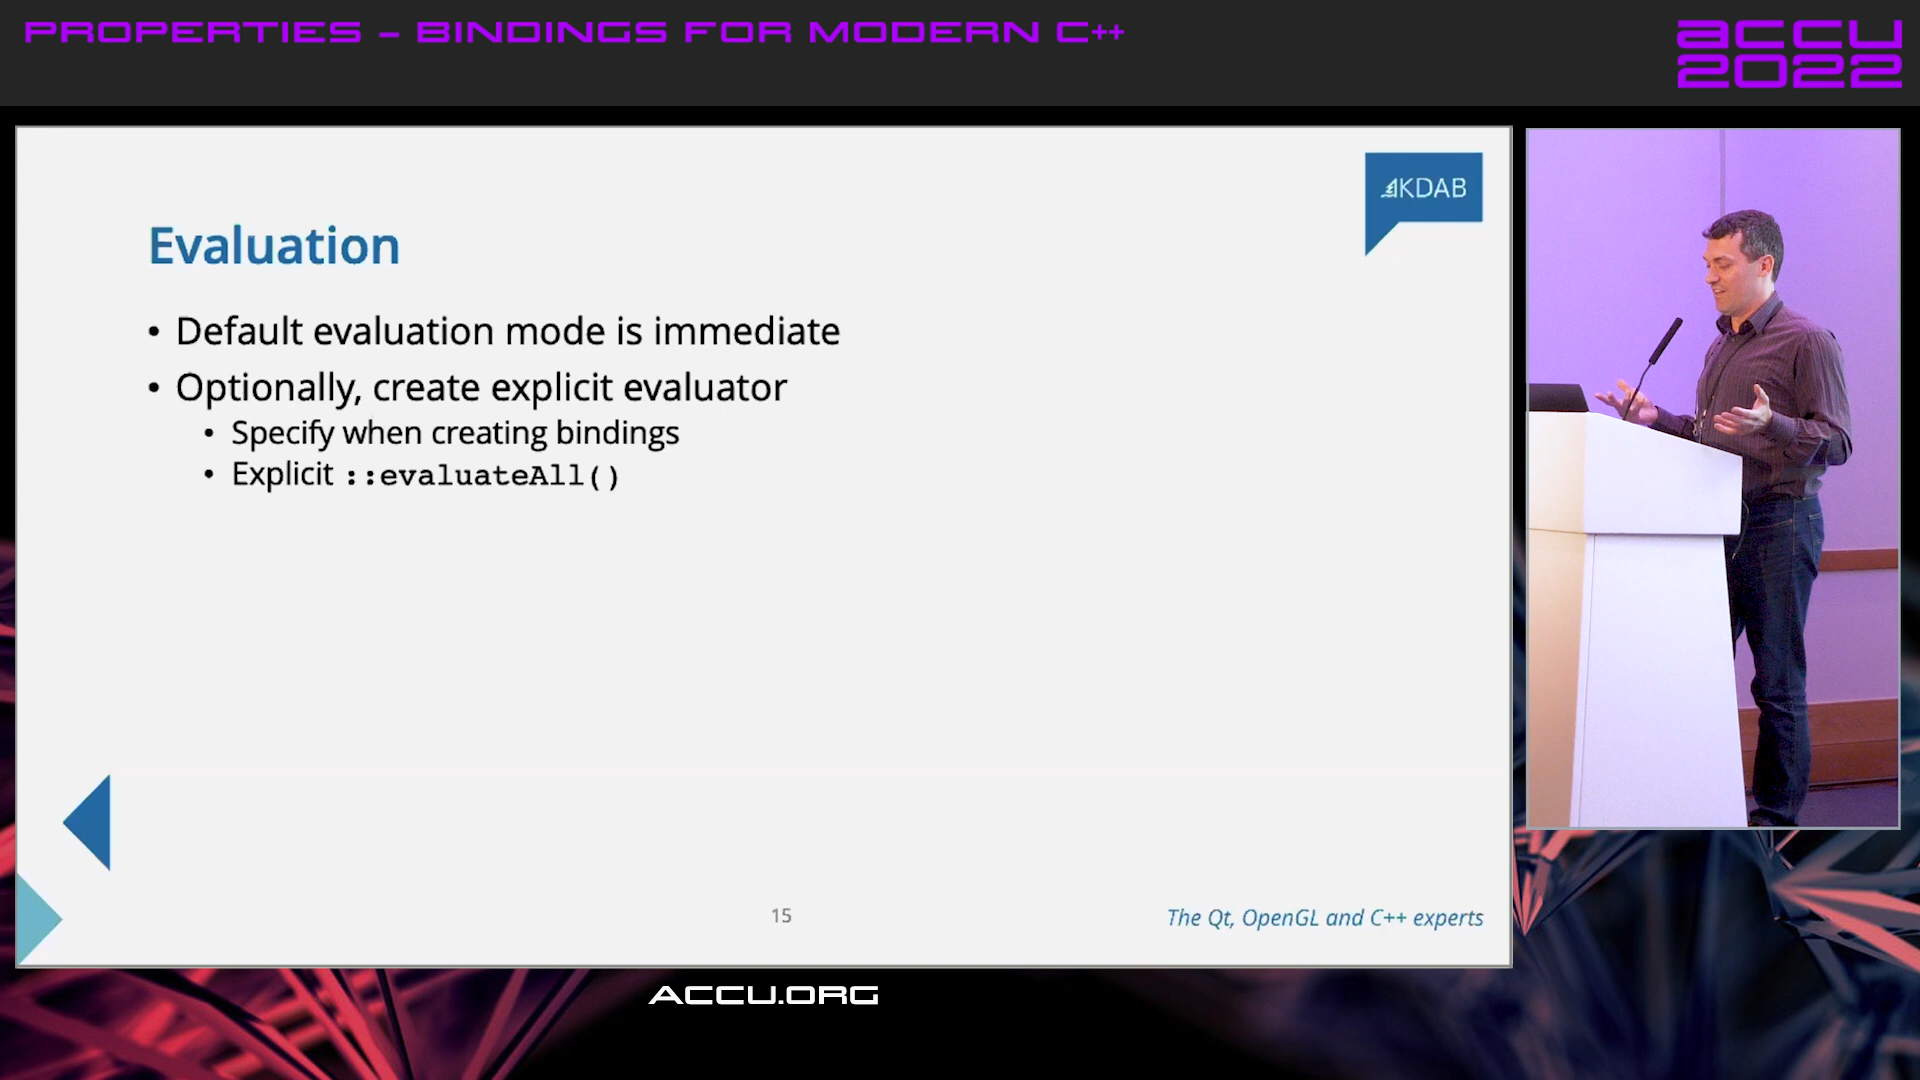 PROPERTIES – BINDINGS FOR MODERN C++
accu
2022
KDAB
Evaluation
• Default evaluation mode is immediate
• Optionally, create explicit evaluator
• Specify when creating bindings
• Explicit ::evaluateAll()
15
The Qt, OpenGL and C++ experts
ACCU.ORG